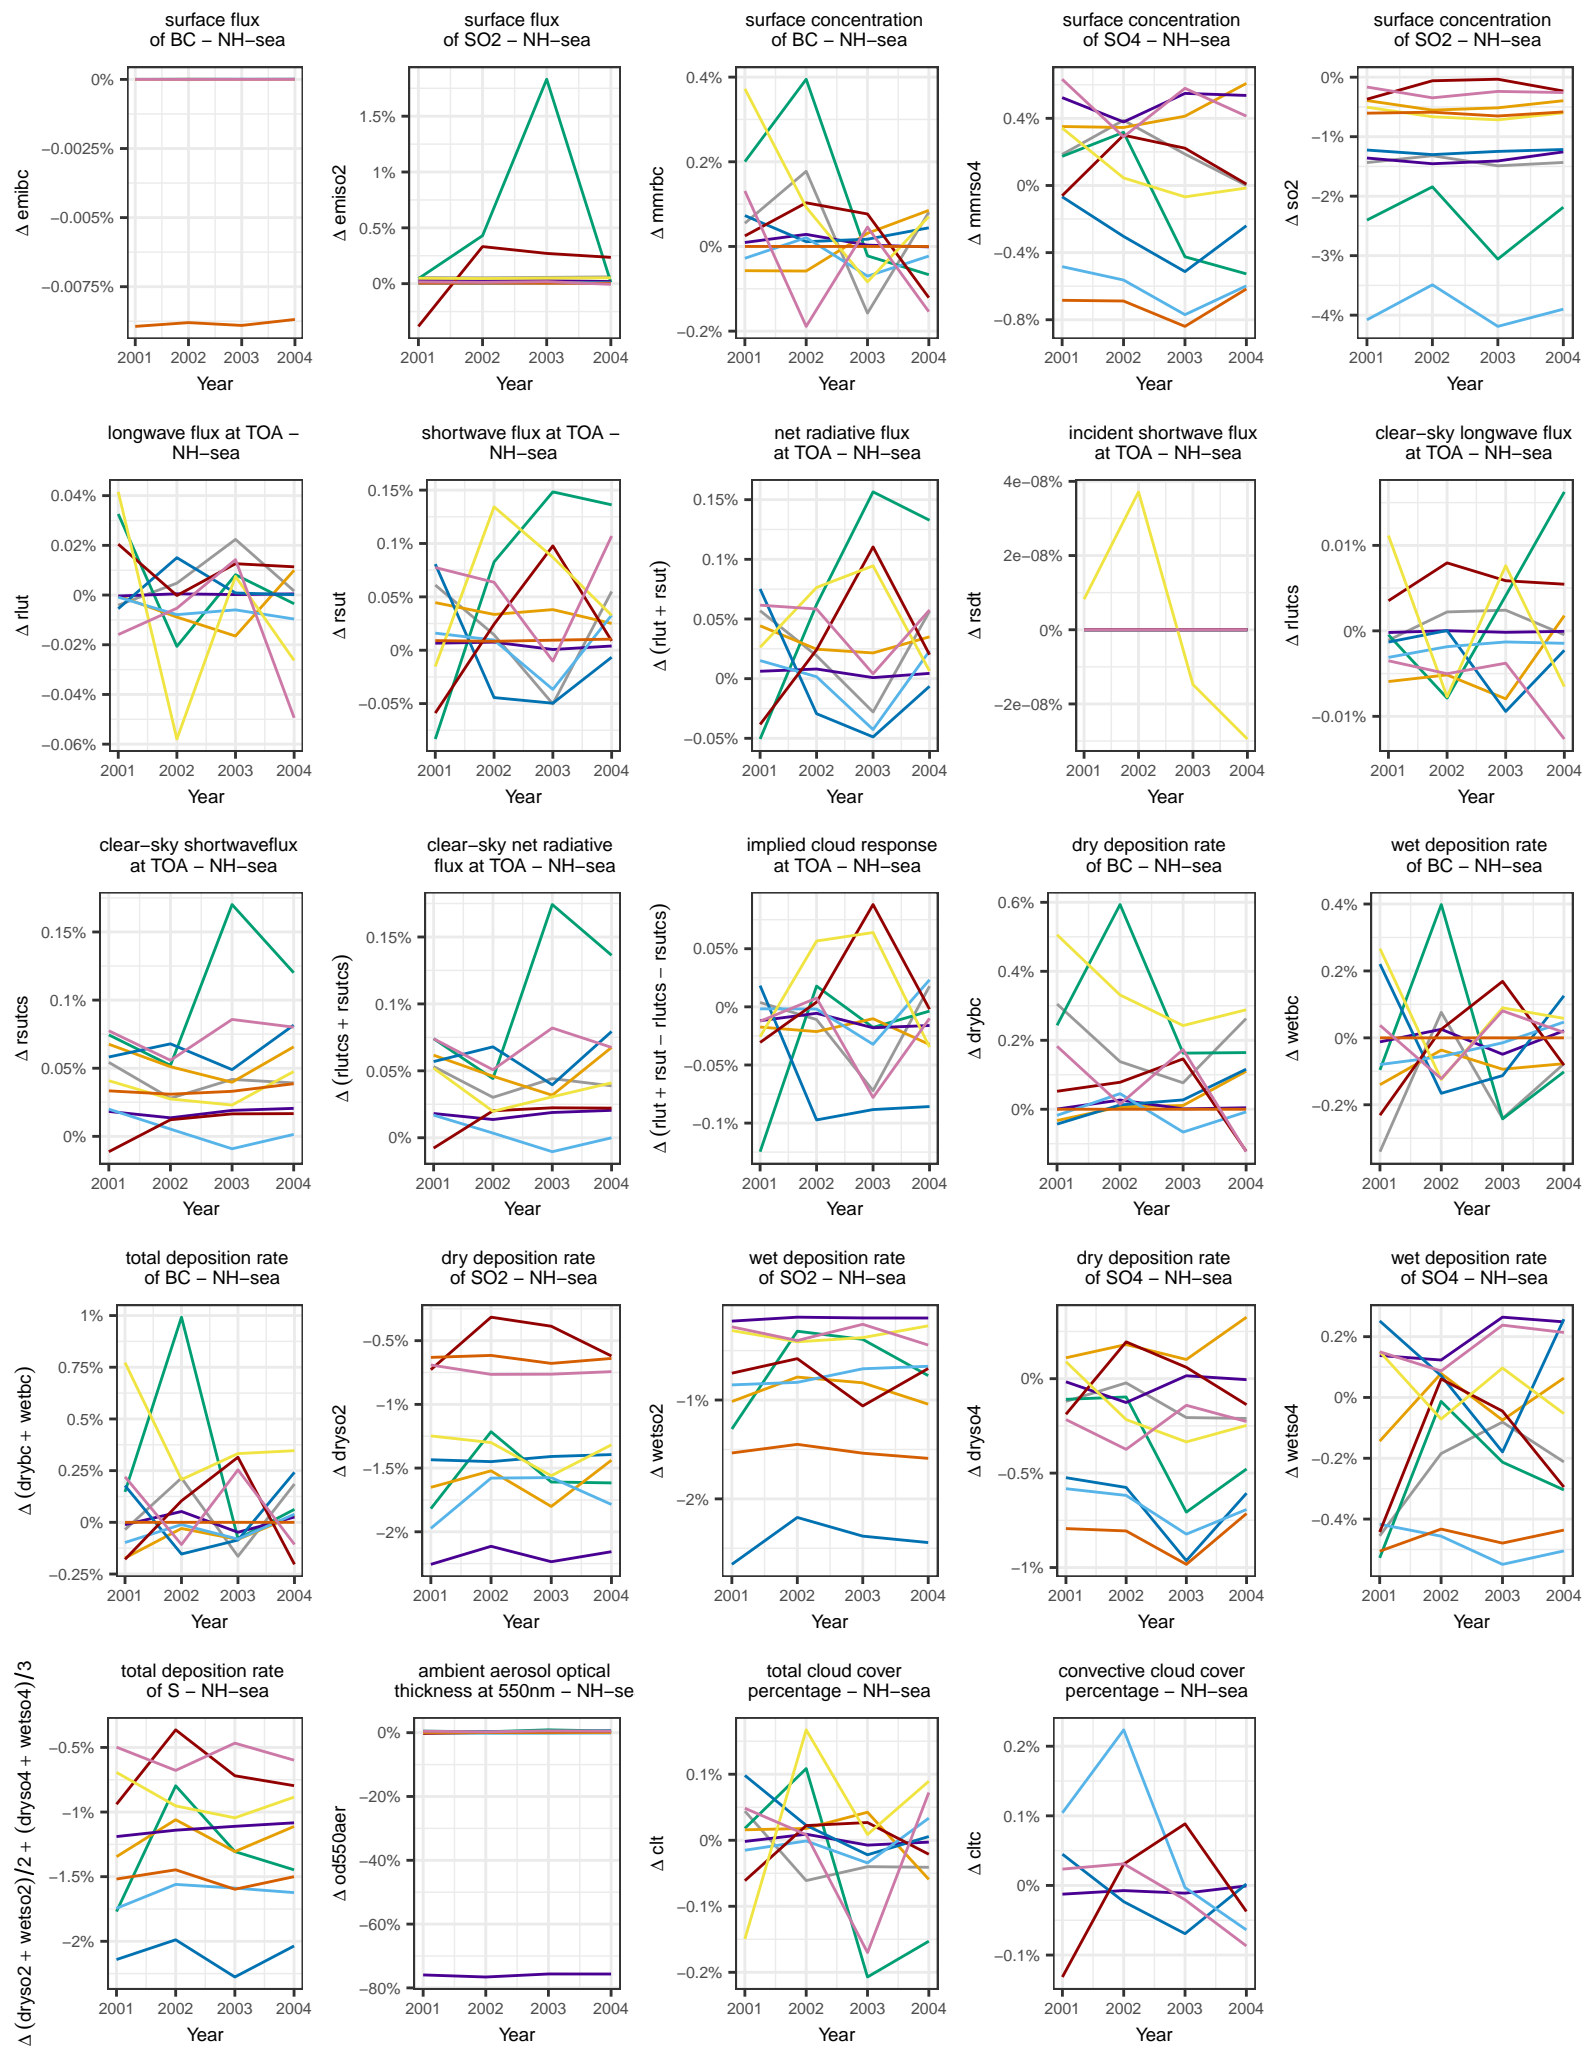 surface flux
of BC − NH−sea
Δ emibc
0%
−0.0025%
−0.005%
−0.0075%
2001 2002 2003 2004
Year
surface flux
of SO2 − NH−sea
Δ emiso2
1.5%
1%
0.5%
0%
2001 2002 2003 2004
Year
surface concentration
of BC − NH−sea
Δ mmrbc
0.4%
0.2%
0%
−0.2%
2001 2002 2003 2004
Year
surface concentration
of SO4 − NH−sea
Δ mmrso4
0.4%
0%
−0.4%
−0.8%
2001 2002 2003 2004
Year
surface concentration
of SO2 − NH−sea
Δ so2
0%
−1%
−2%
−3%
−4%
2001 2002 2003 2004
Year
longwave flux at TOA −
NH−sea
Δ rlut
0.04%
0.02%
0%
−0.02%
−0.04%
−0.06%
2001 2002 2003 2004
Year
shortwave flux at TOA −
NH−sea
Δ rsut
0.15%
0.1%
0.05%
0%
−0.05%
2001 2002 2003 2004
Year
net radiative flux
at TOA − NH−sea
Δ (rlut + rsut)
0.15%
0.1%
0.05%
0%
−0.05%
2001 2002 2003 2004
Year
incident shortwave flux
at TOA − NH−sea
Δ rsdt
4e−08%
2e−08%
0%
−2e−08%
2001 2002 2003 2004
Year
clear−sky longwave flux
at TOA − NH−sea
Δ rlutcs
0.01%
0%
−0.01%
2001 2002 2003 2004
Year
clear−sky shortwaveflux
at TOA − NH−sea
Δ rsutcs
0.15%
0.1%
0.05%
0%
2001 2002 2003 2004
Year
clear−sky net radiative
flux at TOA − NH−sea
Δ (rlutcs + rsutcs)
0.15%
0.1%
0.05%
0%
2001 2002 2003 2004
Year
implied cloud response
at TOA − NH−sea
Δ (rlut + rsut − rlutcs − rsutcs)
0.05%
0%
−0.05%
−0.1%
2001 2002 2003 2004
Year
dry deposition rate
of BC − NH−sea
Δ drybc
0.6%
0.4%
0.2%
0%
2001 2002 2003 2004
Year
wet deposition rate
of BC − NH−sea
Δ wetbc
0.4%
0.2%
0%
−0.2%
2001 2002 2003 2004
Year
total deposition rate
of BC − NH−sea
Δ (drybc + wetbc)
1%
0.75%
0.5%
0.25%
0%
−0.25%
2001 2002 2003 2004
Year
dry deposition rate
of SO2 − NH−sea
Δ dryso2
−0.5%
−1%
−1.5%
−2%
2001 2002 2003 2004
Year
wet deposition rate
of SO2 − NH−sea
Δ wetso2
−1%
−2%
2001 2002 2003 2004
Year
dry deposition rate
of SO4 − NH−sea
Δ dryso4
0%
−0.5%
−1%
2001 2002 2003 2004
Year
wet deposition rate
of SO4 − NH−sea
Δ wetso4
0.2%
0%
−0.2%
−0.4%
2001 2002 2003 2004
Year
total deposition rate
of S − NH−sea
Δ (dryso2 + wetso2)/2 + (dryso4 + wetso4)/3
−0.5%
−1%
−1.5%
−2%
2001 2002 2003 2004
Year
ambient aerosol optical
thickness at 550nm − NH−se
Δ od550aer
0%
−20%
−40%
−60%
−80%
2001 2002 2003 2004
Year
total cloud cover
percentage − NH−sea
Δ clt
0.1%
0%
−0.1%
−0.2%
2001 2002 2003 2004
Year
convective cloud cover
percentage − NH−sea
Δ cltc
0.2%
0.1%
0%
−0.1%
2001 2002 2003 2004
Year